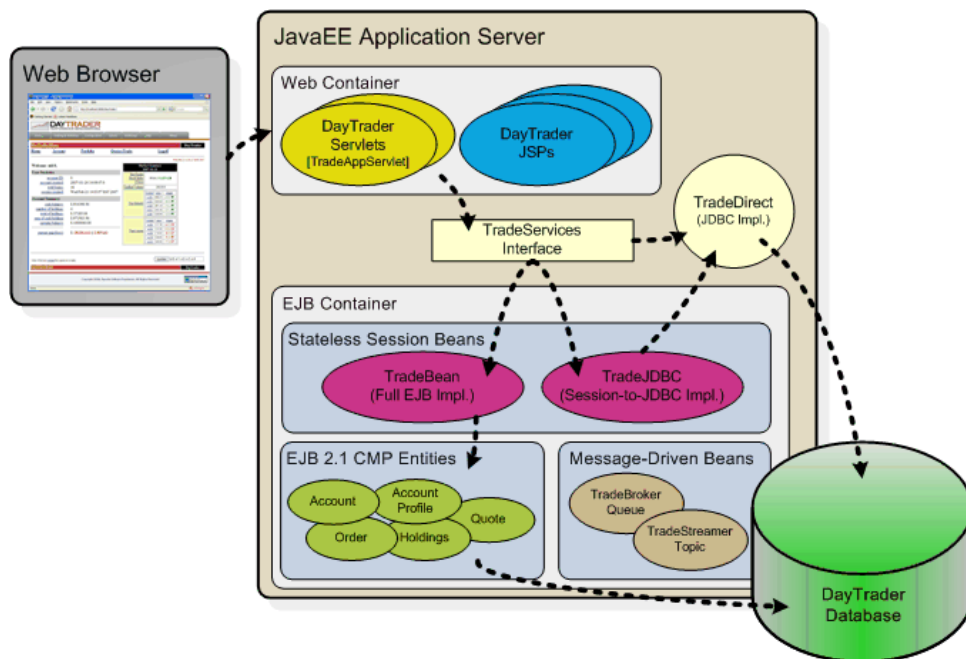 JavaEE Application Server
Web Browser
DAYTRADER
Web Container
DayTrader
Servlets
[TradeAppServlet]
DayTrader
JSPs
TradeDirect
(JDBC Impl.)
TradeServices
Interface
EJB Container
Stateless Session Beans
TradeBean
(Full EJB Impl.)
TradeJDBC
(Session-to-JDBC Impl.)
EJB 2.1 CMP Entities
Account
Account
Profile
Quote
Order
Holdings
Message-Driven Beans
TradeBroker
Queue
TradeStreamer
Topic
DayTrader
Database